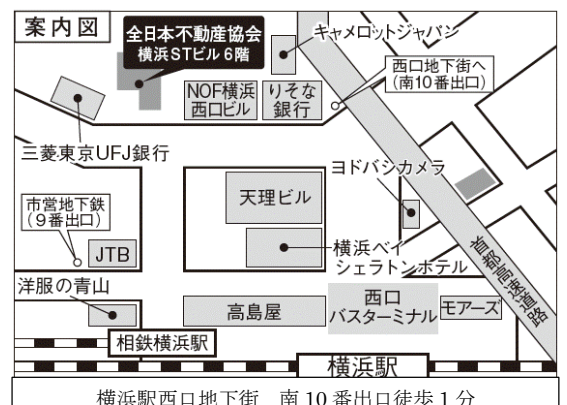 案内図
全日本不動産協会
横浜STビル6階
キャメロットジャパン
西口地下街へ
(南10番出口)
NOF横浜
西口ビル
りそな
銀行
三菱東京UFJ銀行
ヨドバシカメラ
天理ビル
市営地下鉄
(9番出口)
JTB
横浜ベイ
シェラトンホテル
首都高速道路
洋服の青山
高島屋
西口
バスターミナル
モアーズ
相鉄横浜駅
横浜駅
横浜駅西口地下街 南10番出口徒歩1分